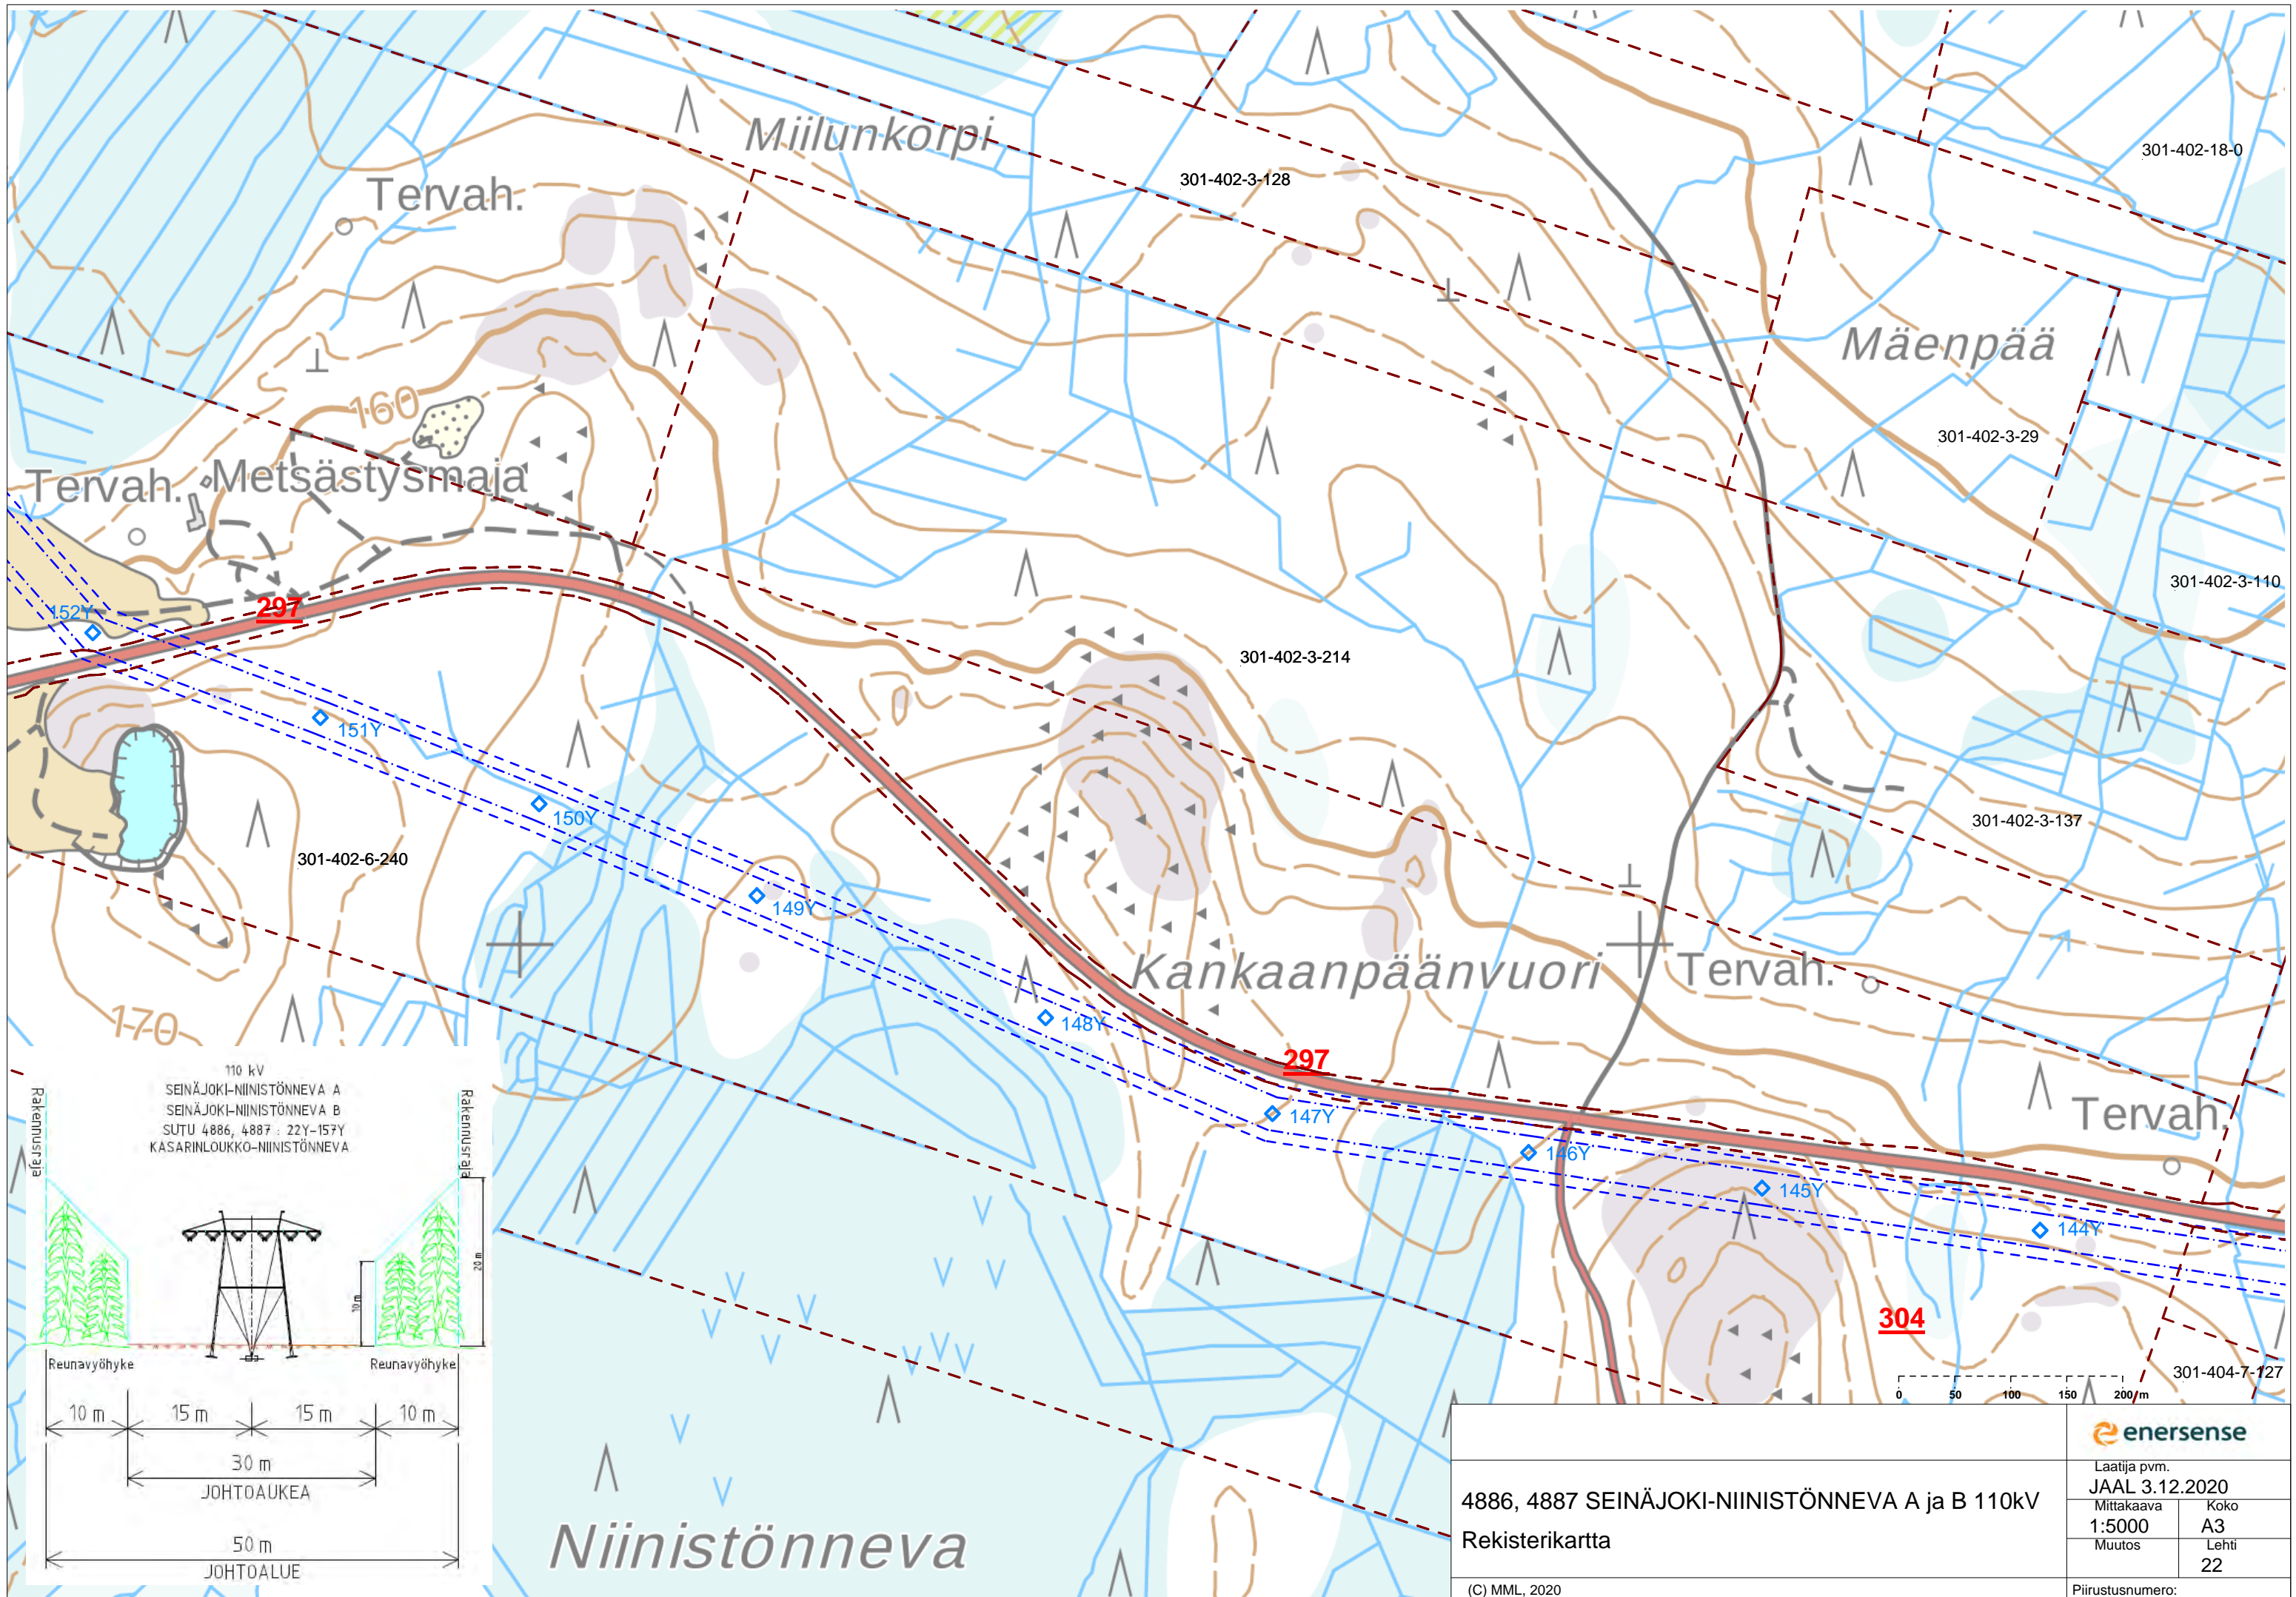 Miilunkorpi
301-402-18-0
301-402-3-128
Tervah.
Mäenpää
160
301-402-3-29
Tervah.
Metsästysmaja
301-402-3-110
152Y
297
301-402-3-214
151Y
150Y
301-402-3-137
301-402-6-240
149Y
Kankaanpäänvuori
Tervah.
170
148Y
297
147Y
Tervah.
146Y
145Y
144Y
304
301-404-7-127
0 50 100 150 200 m
110 kV
SEINÄJOKI-NIINISTÖNNEVA A
SEINÄJOKI-NIINISTÖNNEVA B
SUTU 4886, 4887 : 22Y-157Y
KASARINLOUKKO-NIINISTÖNNEVA
Rakennusraja
Rakennusraja
20 m
10 m
Reunavyöhyke
Reunavyöhyke
10 m 15 m 15 m 10 m
30 m
JOHTOAUKEA
50 m
JOHTOALUE
Niinistönneva
enersense
4886, 4887 SEINÄJOKI-NIINISTÖNNEVA A ja B 110kV
Rekisterikartta
Laatija pvm.
JAAL 3.12.2020
Mittakaava Koko
1:5000 A3
Muutos Lehti
22
(C) MML, 2020
Piirustusnumero: